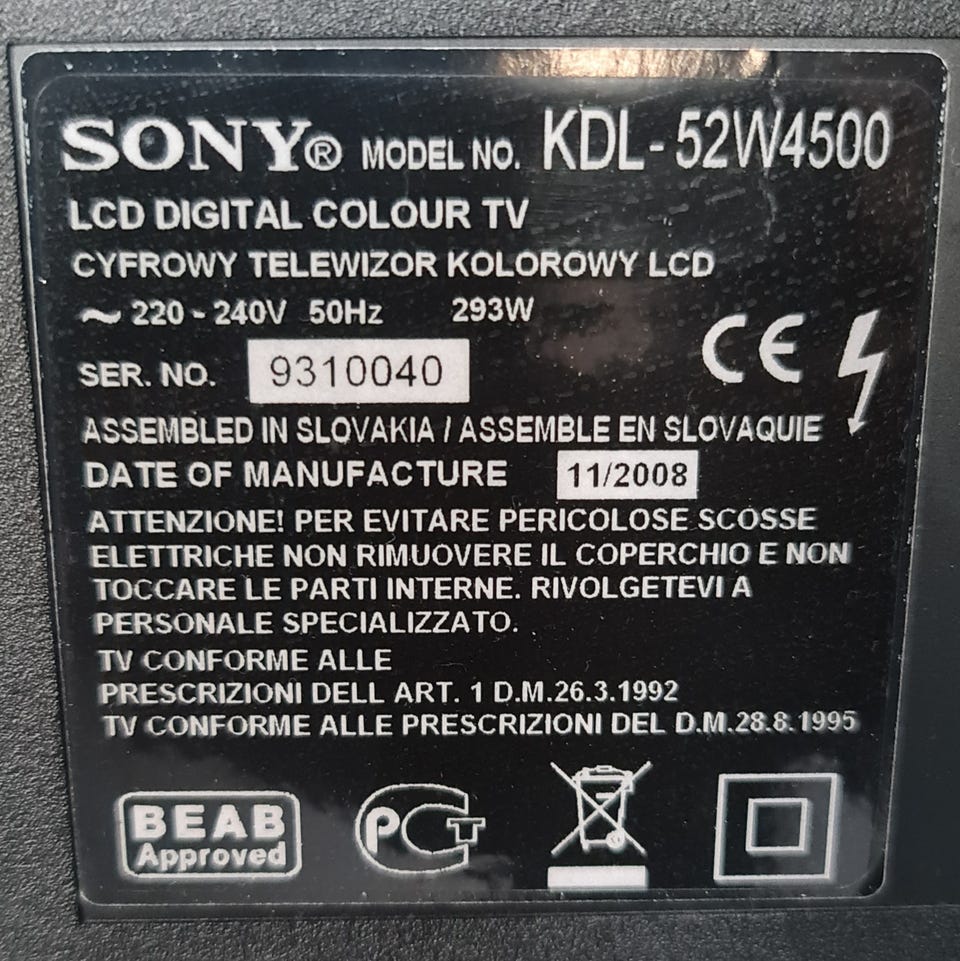 SONY® MODEL NO. KDL-52W4500
LCD DIGITAL COLOUR TV
CYFROWY TELEWIZOR KOLOROWY LCD
~ 220 - 240V 50Hz 293W
SER. NO. 9310040
CE
ASSEMBLED IN SLOVAKIA / ASSEMBLE EN SLOVAQUIE
DATE OF MANUFACTURE 11/2008
ATTENZIONE! PER EVITARE PERICOLOSE SCOSSE
ELETTRICHE NON RIMUOVERE IL COPERCHIO E NON
TOCCARE LE PARTI INTERNE. RIVOLGETEVI A
PERSONALE SPECIALIZZATO.
TV CONFORME ALLE
PRESCRIZIONI DELL ART. 1 D.M.26.3.1992
TV CONFORME ALLE PRESCRIZIONI DEL D.M.28.8.1995
BEAB
Approved
РСТ